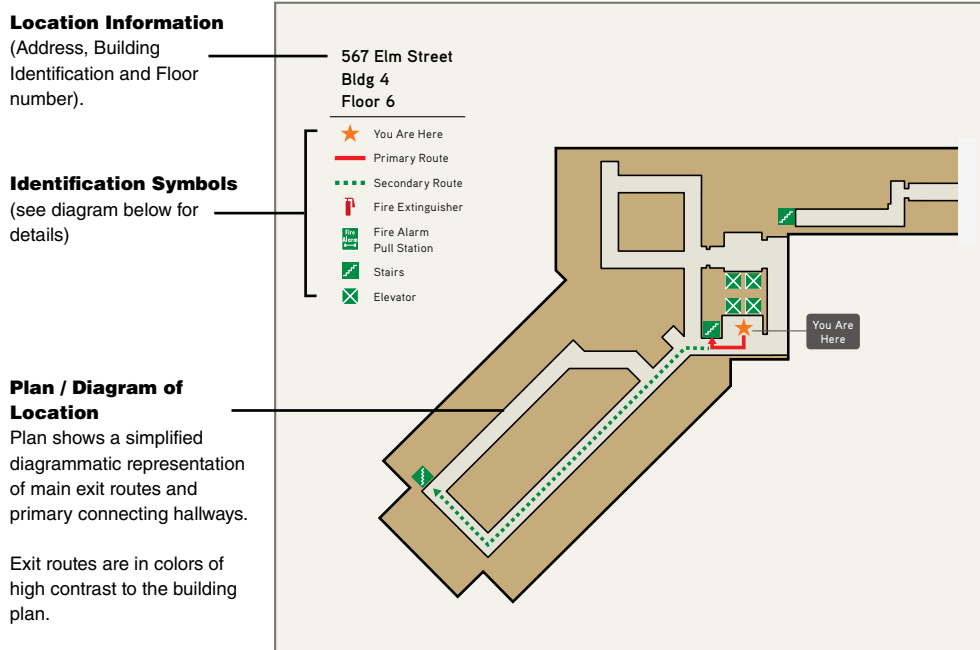 Location Information
(Address, Building
Identification and Floor
number).
567 Elm Street
Bldg 4
Floor 6
You Are Here
Primary Route
Secondary Route
Fire Extinguisher
Fire
Alarm
Fire Alarm
Pull Station
Stairs
Elevator
Identification Symbols
(see diagram below for
details)
You Are
Here
Plan / Diagram of
Location
Plan shows a simplified
diagrammatic representation
of main exit routes and
primary connecting hallways.
Exit routes are in colors of
high contrast to the building
plan.